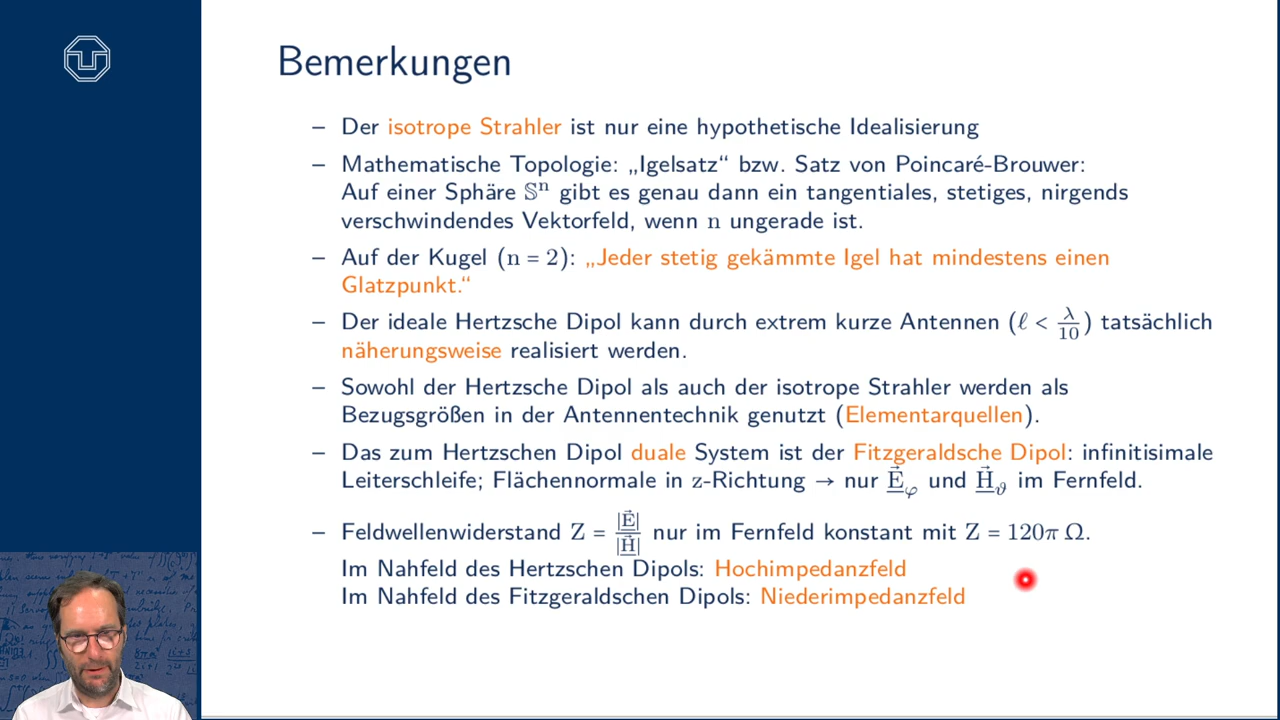 Bemerkungen
– Der isotrope Strahler ist nur eine hypothetische Idealisierung
– Mathematische Topologie: „Igelsatz“ bzw. Satz von Poincaré-Brouwer:
Auf einer Sphäre 𝕊ⁿ gibt es genau dann ein tangentiales, stetiges, nirgends
verschwindendes Vektorfeld, wenn n ungerade ist.
– Auf der Kugel (n = 2): „Jeder stetig gekämmte Igel hat mindestens einen
Glatzpunkt.“
– Der ideale Hertzsche Dipol kann durch extrem kurze Antennen (ℓ < λ/10) tatsächlich
näherungsweise realisiert werden.
– Sowohl der Hertzsche Dipol als auch der isotrope Strahler werden als
Bezugsgrößen in der Antennentechnik genutzt (Elementarquellen).
– Das zum Hertzschen Dipol duale System ist der Fitzgeraldsche Dipol: infinitisimale
Leiterschleife; Flächennormale in z-Richtung → nur E̲⃗_φ und H̲⃗_ϑ im Fernfeld.
– Feldwellenwiderstand Z = |E̲⃗|/|H̲⃗| nur im Fernfeld konstant mit Z = 120π Ω.
Im Nahfeld des Hertzschen Dipols: Hochimpedanzfeld
Im Nahfeld des Fitzgeraldschen Dipols: Niederimpedanzfeld